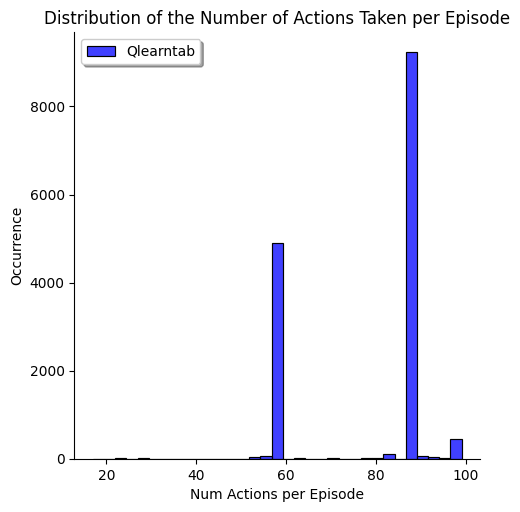 Distribution of the Number of Actions Taken per Episode
Qlearntab
8000
6000
4000
2000
0
Occurrence
20 40 60 80 100
Num Actions per Episode